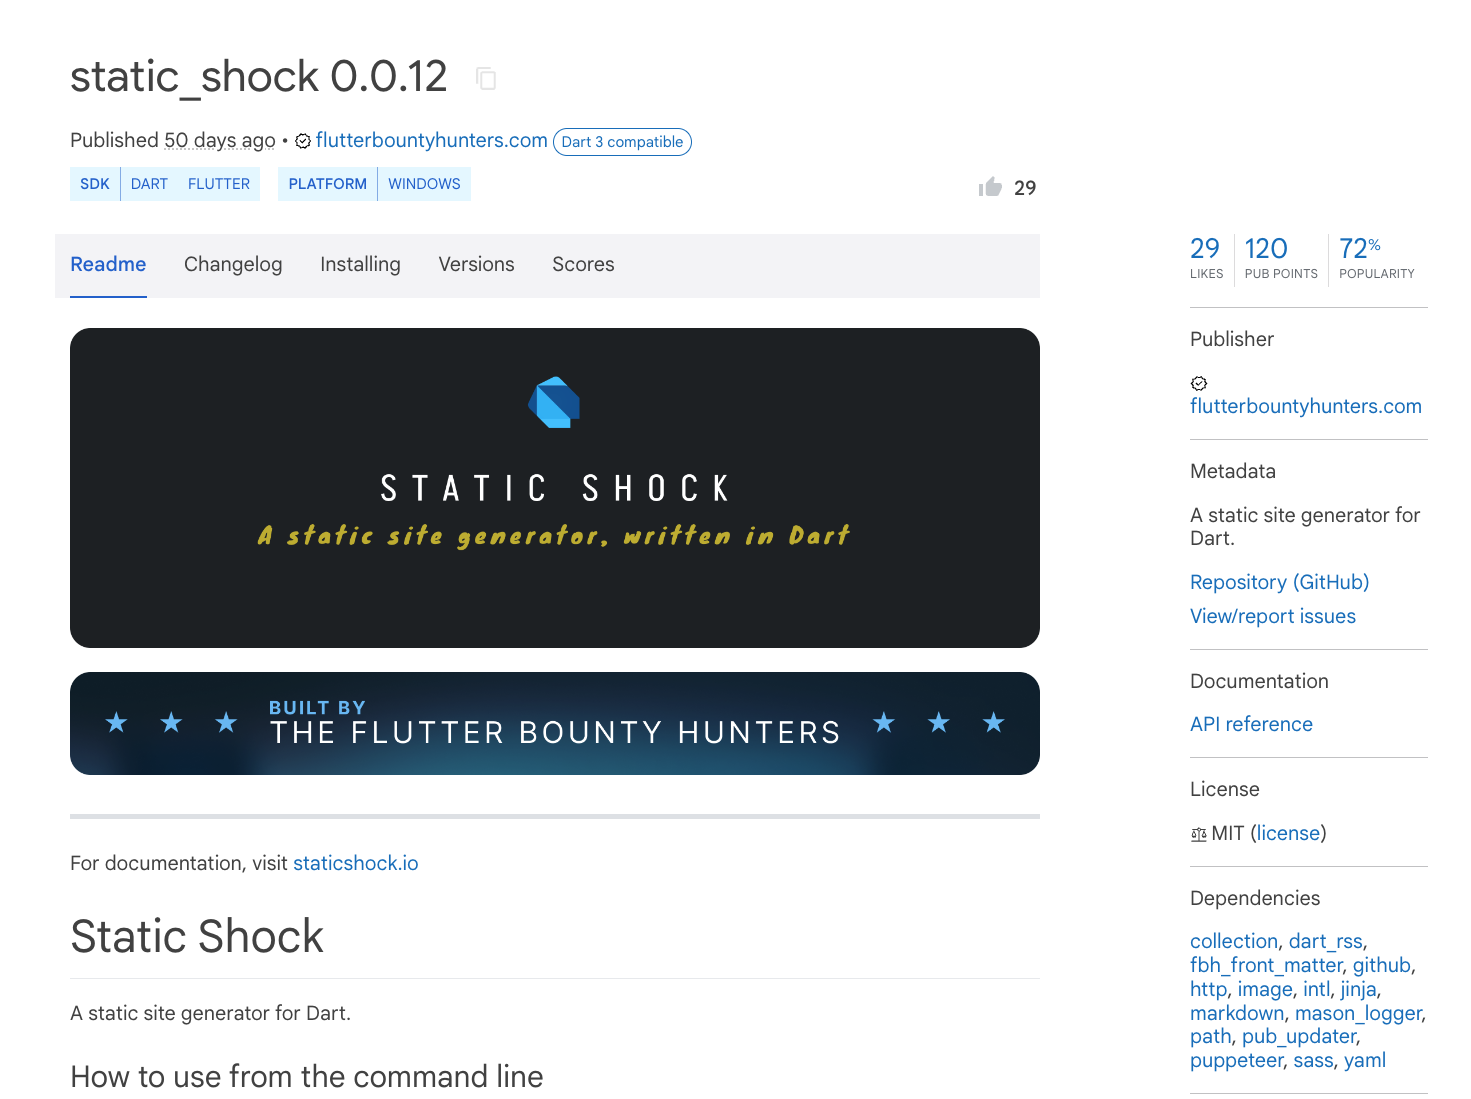 static_shock 0.0.12
Published 50 days ago • flutterbountyhunters.com Dart 3 compatible
SDK DART FLUTTER PLATFORM WINDOWS
29
Readme Changelog Installing Versions Scores
STATIC SHOCK
A static site generator, written in Dart
BUILT BY
THE FLUTTER BOUNTY HUNTERS
For documentation, visit staticshock.io
Static Shock
A static site generator for Dart.
How to use from the command line
29 120 72%
LIKES PUB POINTS POPULARITY
Publisher
flutterbountyhunters.com
Metadata
A static site generator for
Dart.
Repository (GitHub)
View/report issues
Documentation
API reference
License
MIT (license)
Dependencies
collection, dart_rss,
fbh_front_matter, github,
http, image, intl, jinja,
markdown, mason_logger,
path, pub_updater,
puppeteer, sass, yaml